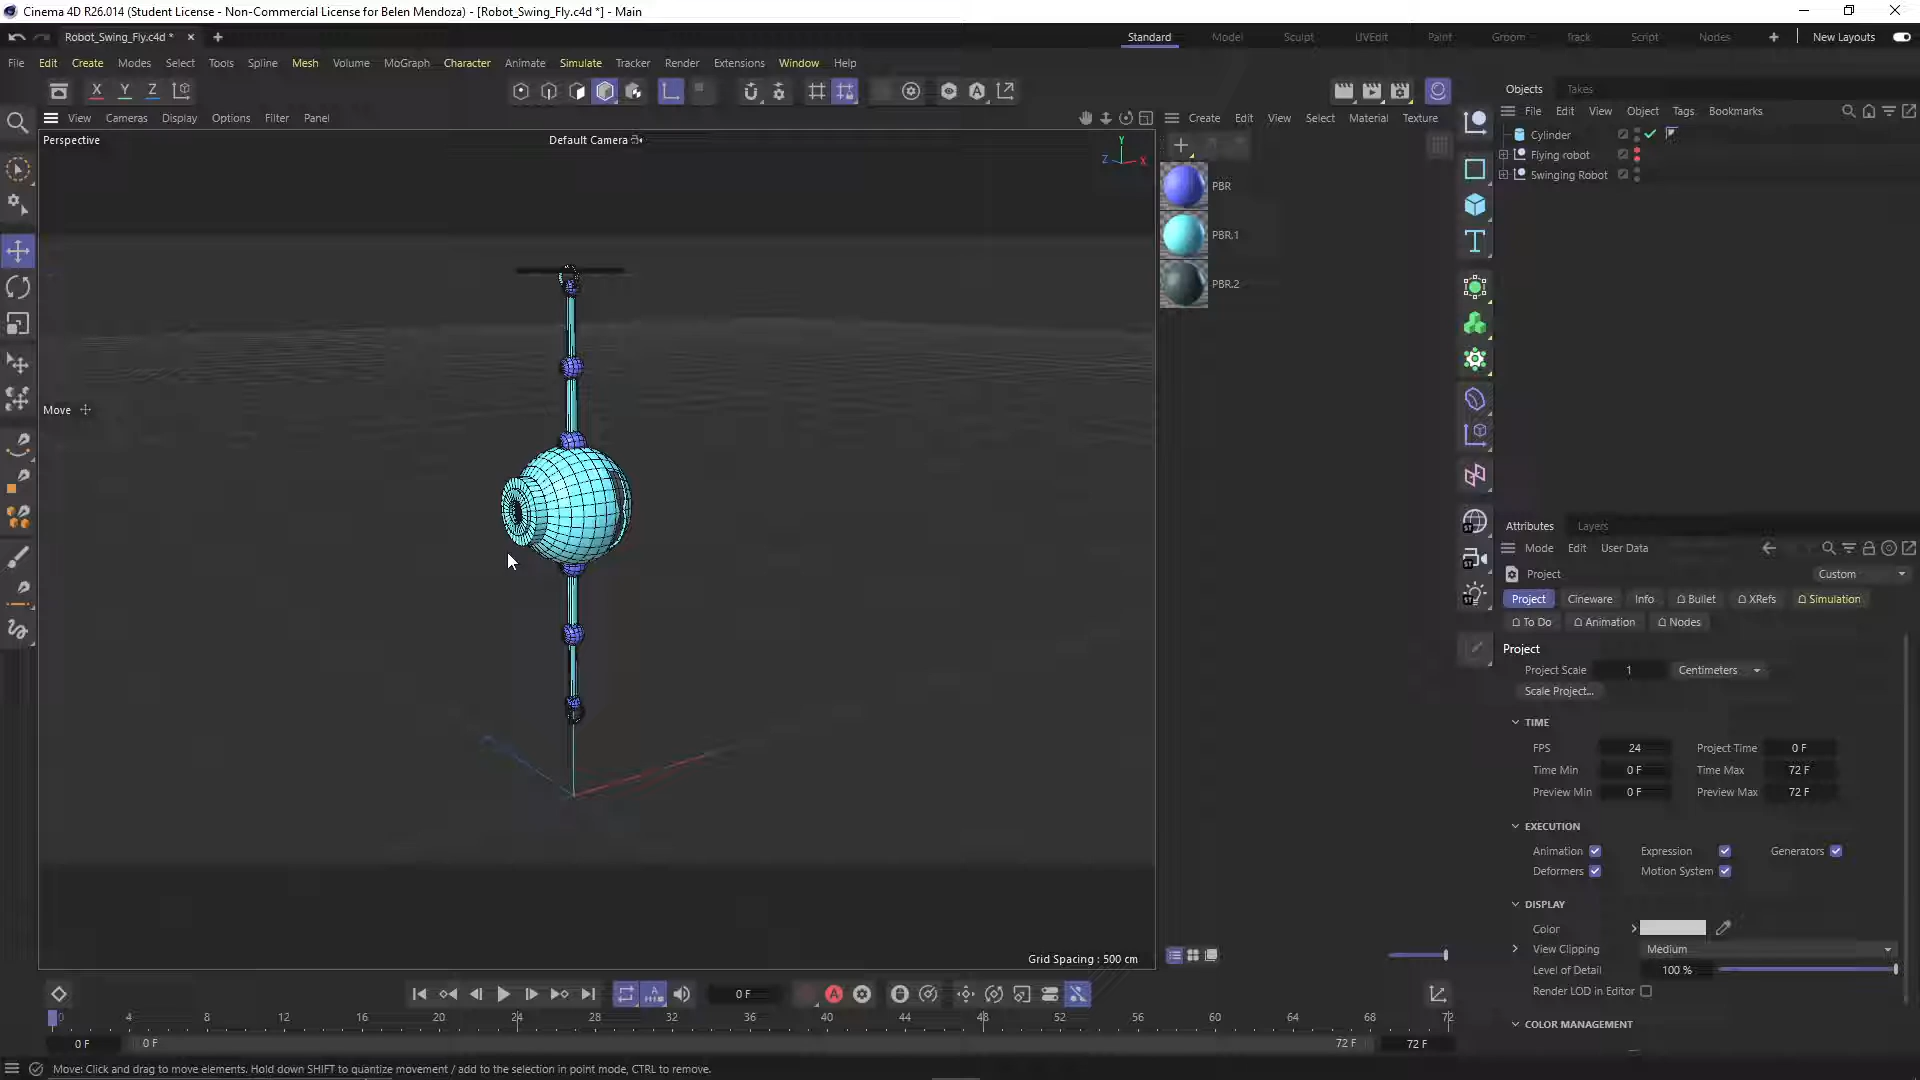 Cinema 4D R26.014 (Student License - Non-Commercial License for Belen Mendoza) - [Robot_Swing_Fly.c4d *] - Main
Robot_Swing_Fly.c4d *
Standard Model Sculpt UVEdit Paint Groom Track Script Nodes New Layouts
File Edit Create Modes Select Tools Spline Mesh Volume MoGraph Character Animate Simulate Tracker Render Extensions Window Help
X Y Z
Objects Takes
View Cameras Display Options Filter Panel
Create Edit View Select Material Texture
File Edit View Object Tags Bookmarks
Perspective
Default Camera
Y
Z X
Cylinder
Flying robot
Swinging Robot
PBR
PBR.1
PBR.2
Move
Attributes Layers
Mode Edit User Data
Project Custom
Project Cineware Info Bullet XRefs Simulation
To Do Animation Nodes
Project
Project Scale 1 Centimeters
Scale Project...
TIME
FPS 24 Project Time 0 F
Time Min 0 F Time Max 72 F
Preview Min 0 F Preview Max 72 F
EXECUTION
Animation Expression Generators
Deformers Motion System
DISPLAY
Color
View Clipping Medium
Level of Detail 100 %
Render LOD in Editor
COLOR MANAGEMENT
Grid Spacing : 500 cm
0 F
0 4 8 12 16 20 24 28 32 36 40 44 48 52 56 60 64 68 72
0 F 0 F 72 F 72 F
Move: Click and drag to move elements. Hold down SHIFT to quantize movement / add to the selection in point mode, CTRL to remove.